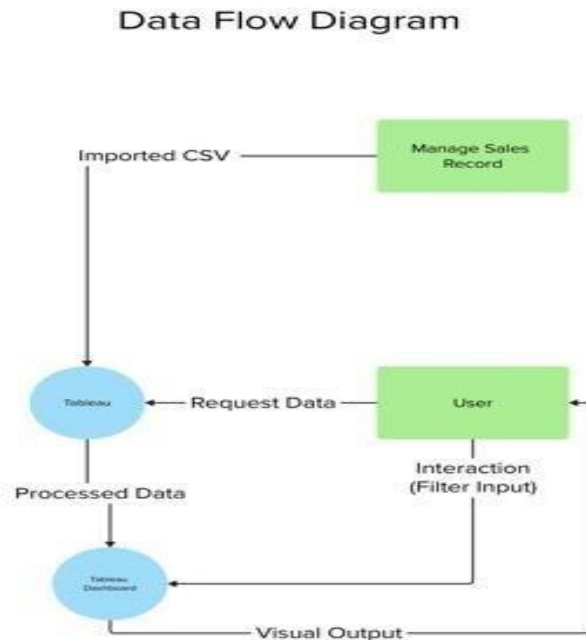 Data Flow Diagram
Manage Sales
Record
Imported CSV
Tableau
Request Data
User
Interaction
(Filter Input)
Processed Data
Tableau
Dashboard
Visual Output